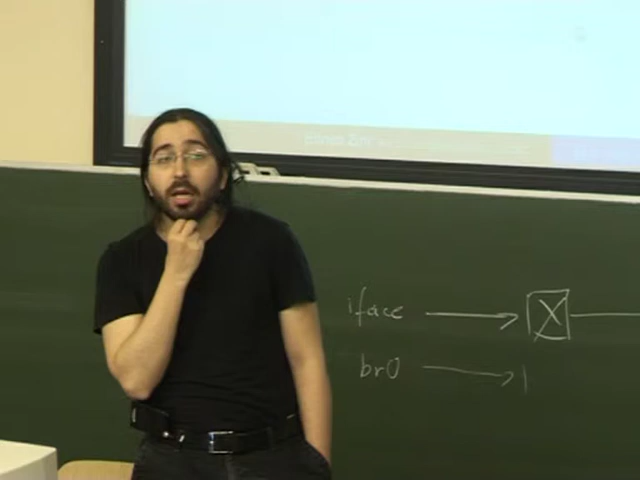 iface → X
br0 →